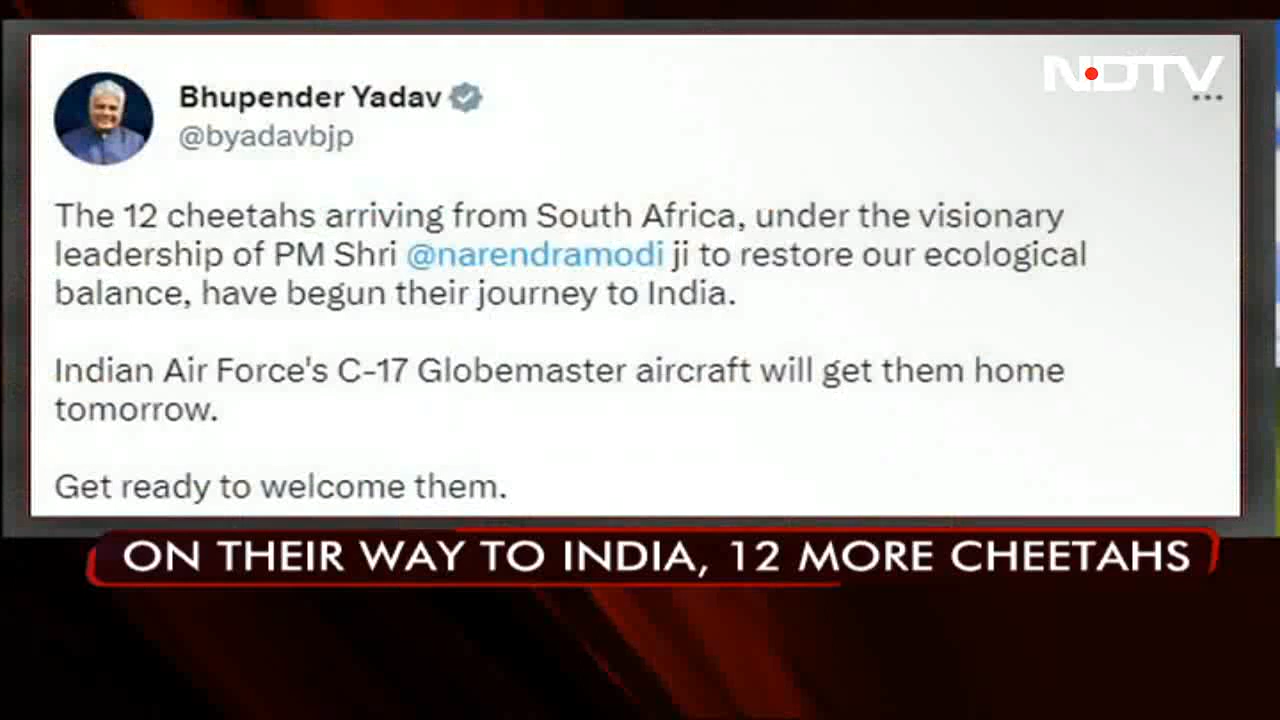 NDTV
Bhupender Yadav
@byadavbjp
...
The 12 cheetahs arriving from South Africa, under the visionary
leadership of PM Shri @narendramodi ji to restore our ecological
balance, have begun their journey to India.
Indian Air Force's C-17 Globemaster aircraft will get them home
tomorrow.
Get ready to welcome them.
ON THEIR WAY TO INDIA, 12 MORE CHEETAHS